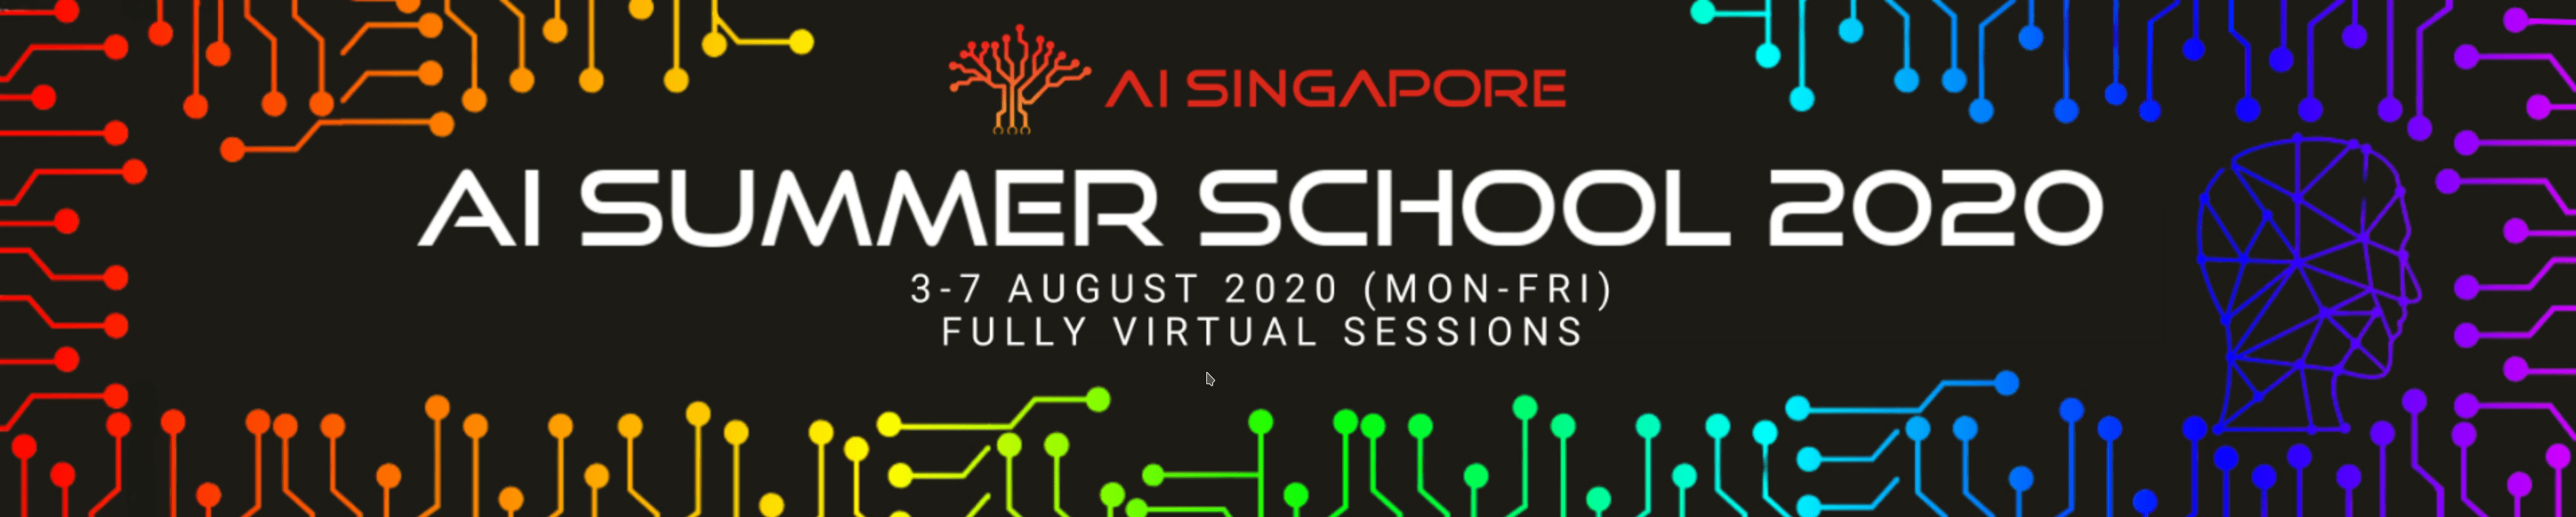 AI SINGAPORE
AI SUMMER SCHOOL 2020
3-7 AUGUST 2020 (MON-FRI)
FULLY VIRTUAL SESSIONS